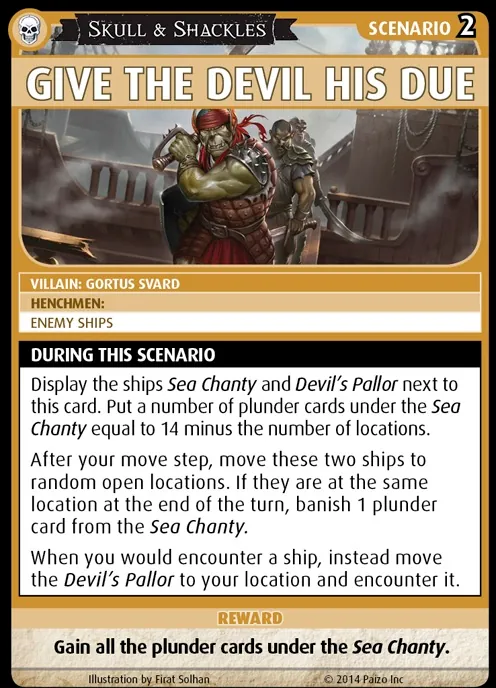 SKULL & SHACKLES
SCENARIO 2
GIVE THE DEVIL HIS DUE
VILLAIN: GORTUS SVARD
HENCHMEN:
ENEMY SHIPS
DURING THIS SCENARIO
Display the ships Sea Chanty and Devil's Pallor next to
this card. Put a number of plunder cards under the Sea
Chanty equal to 14 minus the number of locations.
After your move step, move these two ships to
random open locations. If they are at the same
location at the end of the turn, banish 1 plunder
card from the Sea Chanty.
When you would encounter a ship, instead move
the Devil's Pallor to your location and encounter it.
REWARD
Gain all the plunder cards under the Sea Chanty.
Illustration by Firat Solhan
© 2014 Paizo Inc